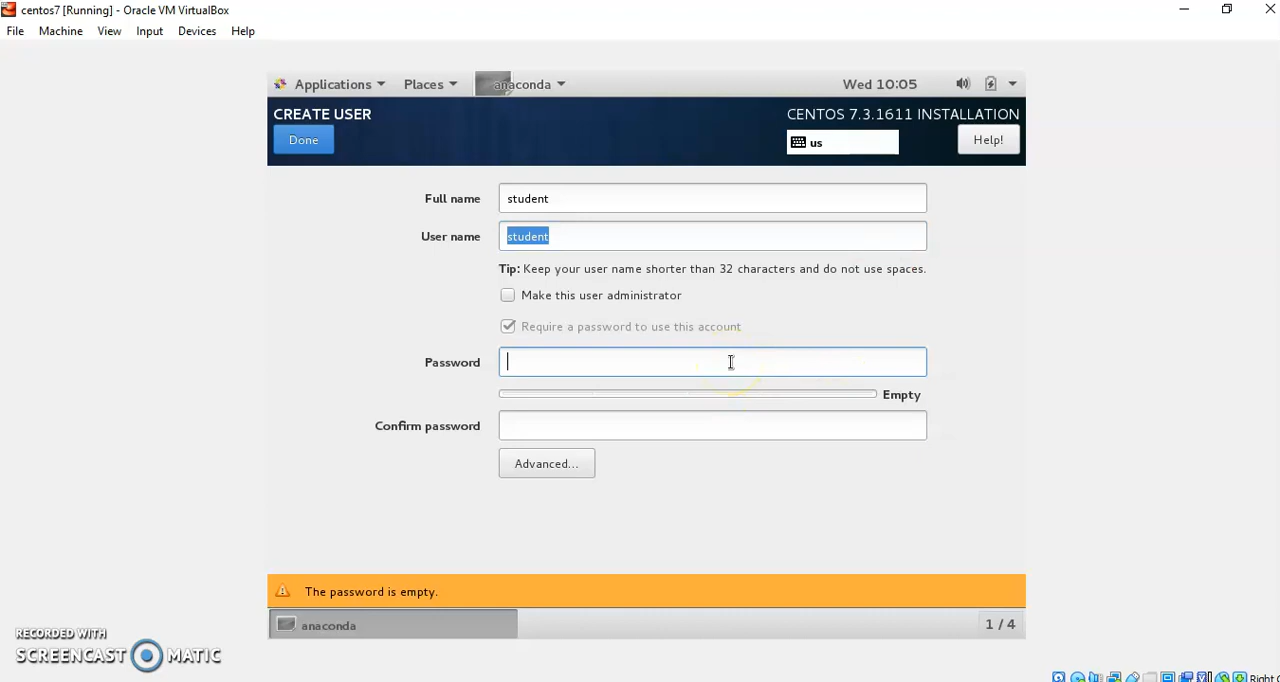 centos7 [Running] - Oracle VM VirtualBox
File Machine View Input Devices Help
Applications Places anaconda Wed 10:05
CREATE USER CENTOS 7.3.1611 INSTALLATION
Done us Help!
Full name student
User name student
Tip: Keep your user name shorter than 32 characters and do not use spaces.
Make this user administrator
Require a password to use this account
Password
Empty
Confirm password
Advanced...
The password is empty.
anaconda 1 / 4
RECORDED WITH
SCREENCAST MATIC
Right